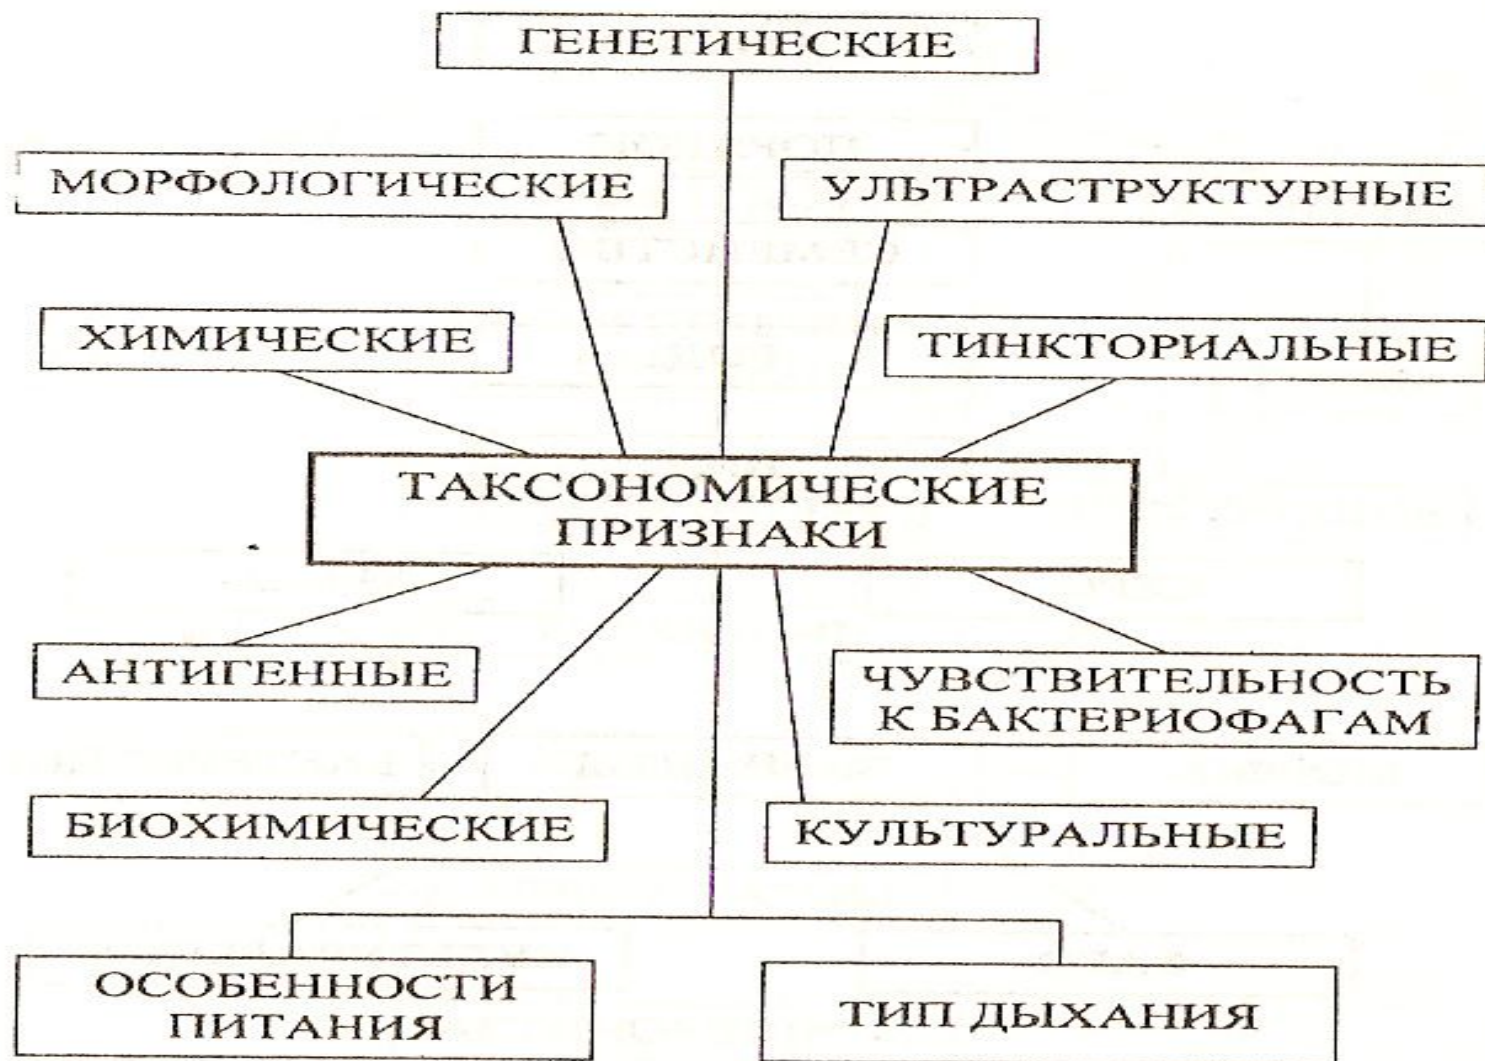 ГЕНЕТИЧЕСКИЕ
МОРФОЛОГИЧЕСКИЕ
УЛЬТРАСТРУКТУРНЫЕ
ХИМИЧЕСКИЕ
ТИНКТОРИАЛЬНЫЕ
ТАКСОНОМИЧЕСКИЕ
ПРИЗНАКИ
АНТИГЕННЫЕ
ЧУВСТВИТЕЛЬНОСТЬ
К БАКТЕРИОФАГАМ
БИОХИМИЧЕСКИЕ
КУЛЬТУРАЛЬНЫЕ
ОСОБЕННОСТИ
ПИТАНИЯ
ТИП ДЫХАНИЯ